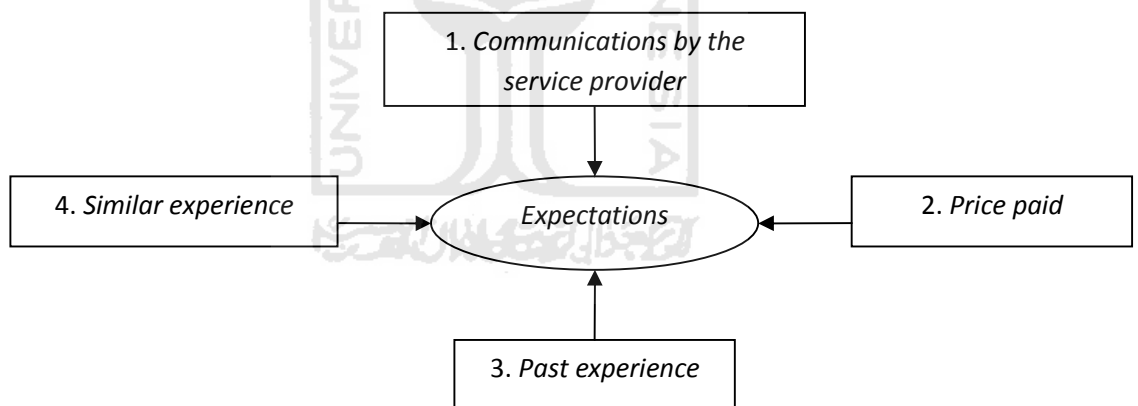 1. Communications by the
service provider
4. Similar experience
Expectations
2. Price paid
3. Past experience